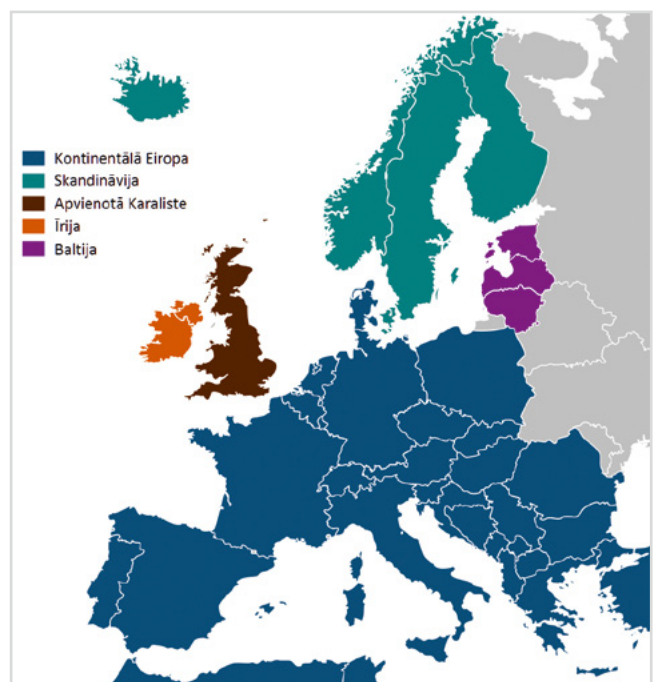 Kontinentālā Eiropa
Skandināvija
Apvienotā Karaliste
Īrija
Baltija